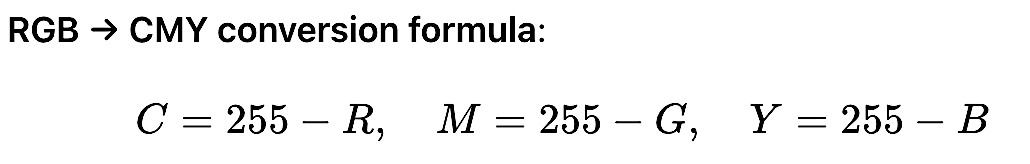 RGB → CMY conversion formula:
C = 255 − R, M = 255 − G, Y = 255 − B